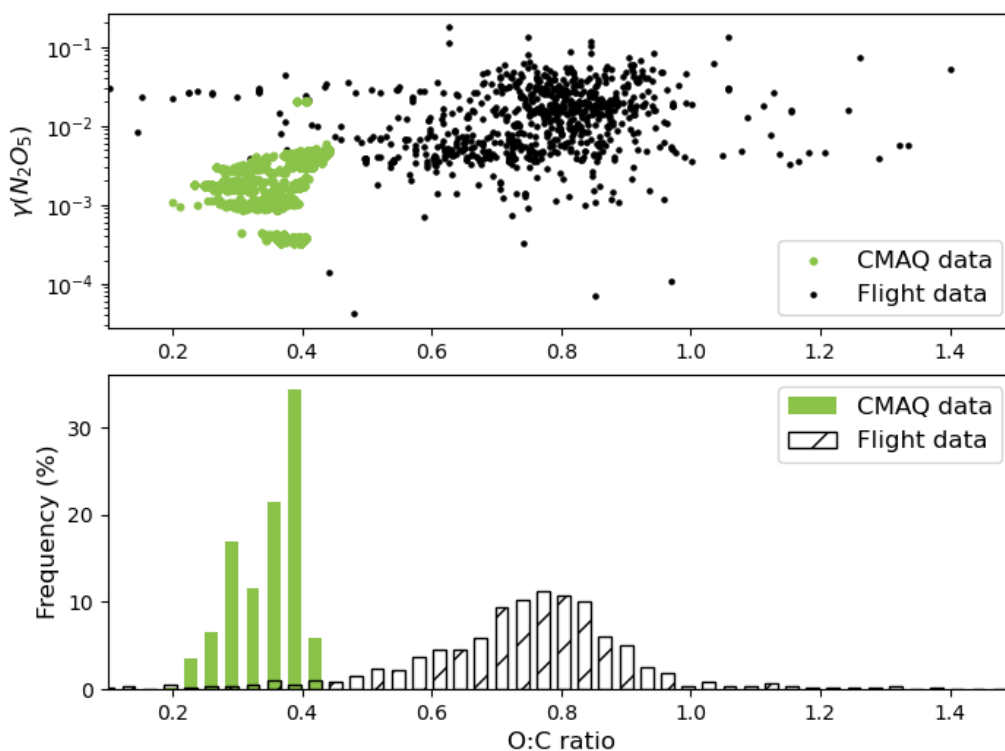 γ(N₂O₅)
10⁻¹
10⁻²
10⁻³
10⁻⁴
CMAQ data
Flight data
0.2 0.4 0.6 0.8 1.0 1.2 1.4
Frequency (%)
30
20
10
0
CMAQ data
Flight data
0.2 0.4 0.6 0.8 1.0 1.2 1.4
O:C ratio